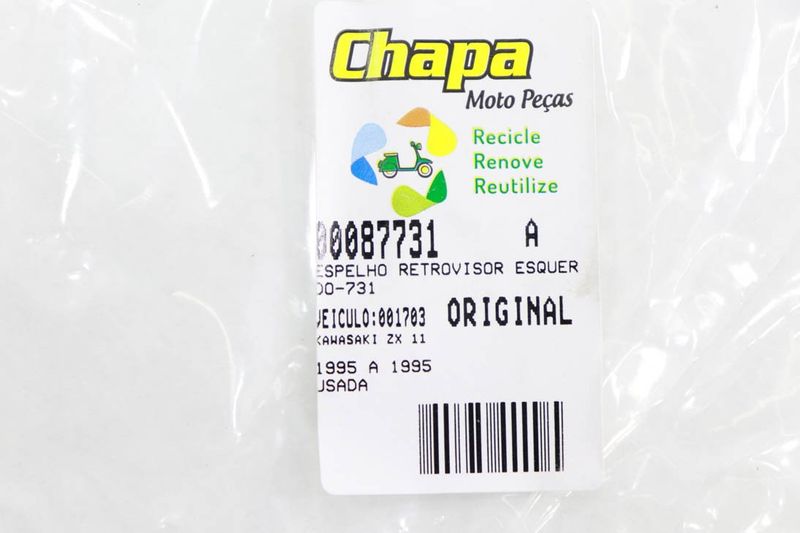 Chapa
Moto Peças
Recicle
Renove
Reutilize
00087731 A
ESPELHO RETROVISOR ESQUER
DO-731
VEICULO:001703 ORIGINAL
KAWASAKI ZX 11
1995 A 1995
USADA